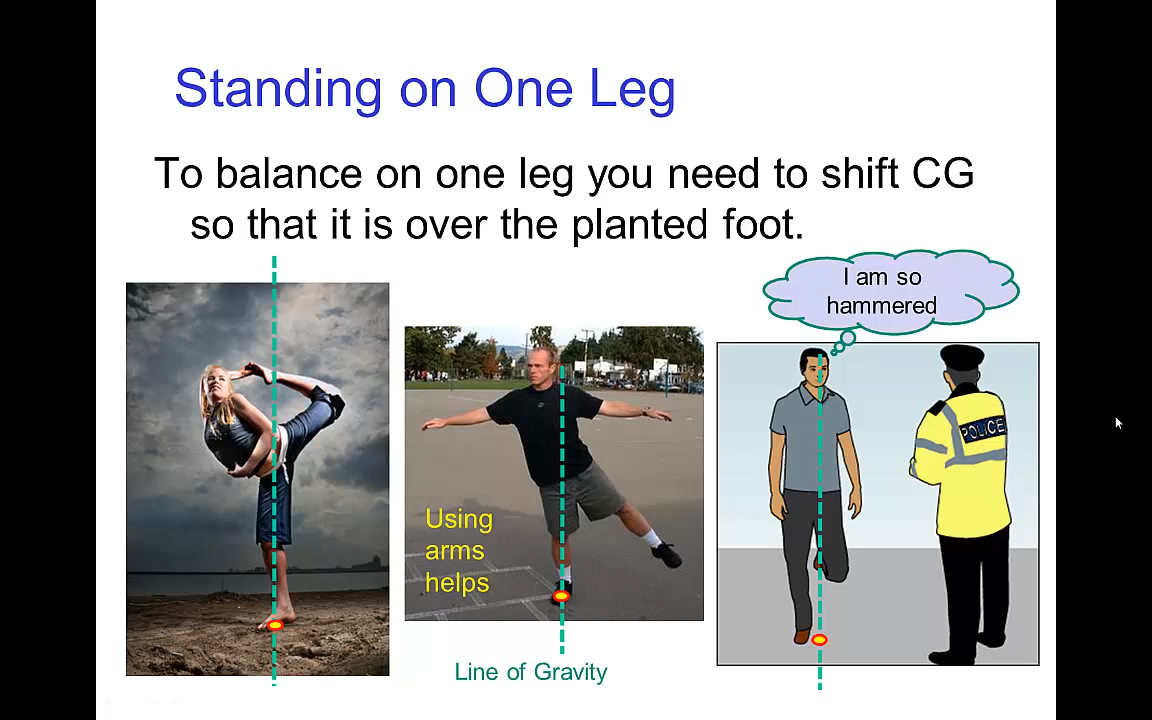 Standing on One Leg
To balance on one leg you need to shift CG
so that it is over the planted foot.
I am so
hammered
POLICE
Using
arms
helps
Line of Gravity